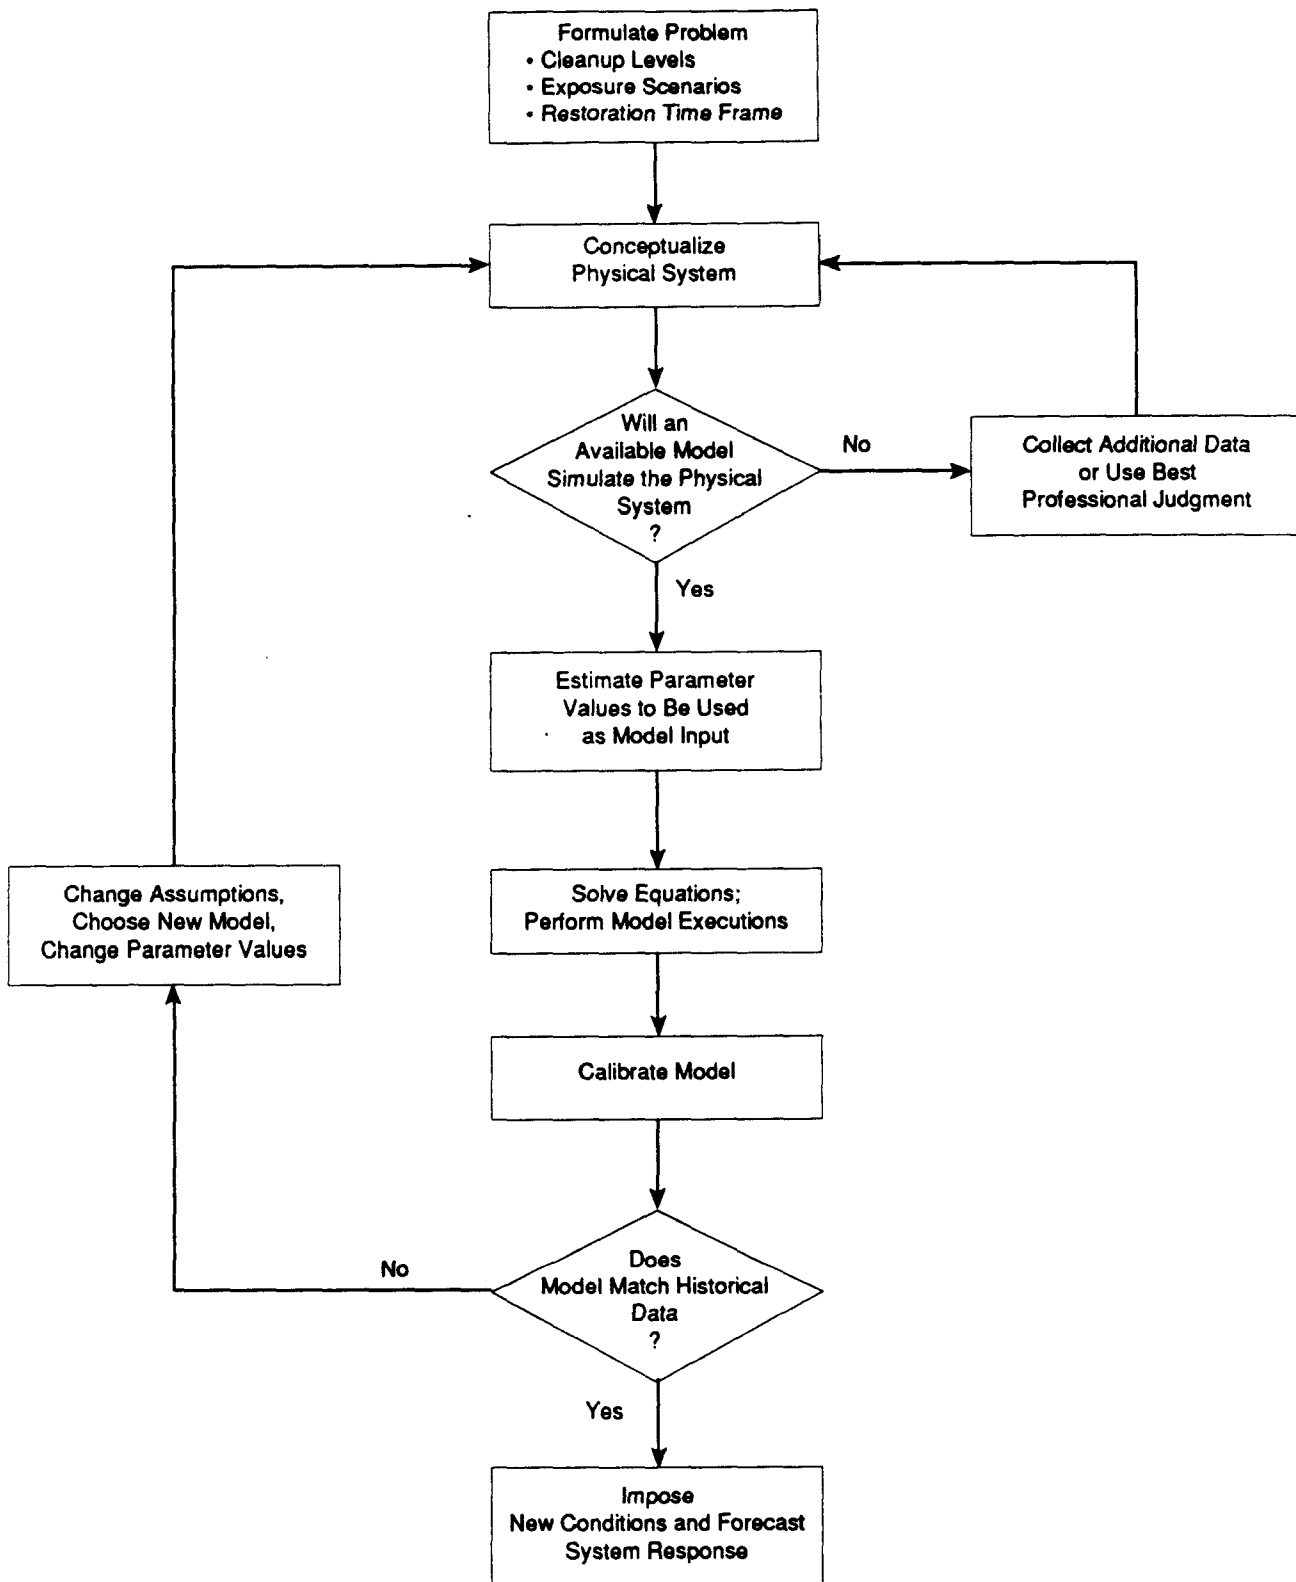 Formulate Problem
• Cleanup Levels
• Exposure Scenarios
• Restoration Time Frame
Conceptualize
Physical System
Will an
Available Model
Simulate the Physical
System
?
No
Collect Additional Data
or Use Best
Professional Judgment
Yes
Estimate Parameter
Values to Be Used
as Model Input
Change Assumptions,
Choose New Model,
Change Parameter Values
Solve Equations;
Perform Model Executions
Calibrate Model
Does
Model Match Historical
Data
?
No
Yes
Impose
New Conditions and Forecast
System Response